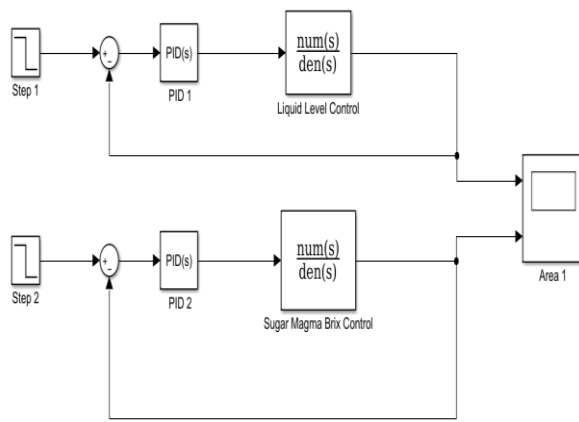 +
−
PID(s)
num(s)
den(s)
Step 1
PID 1
Liquid Level Control
+
−
PID(s)
num(s)
den(s)
Step 2
PID 2
Sugar Magma Brix Control
Area 1